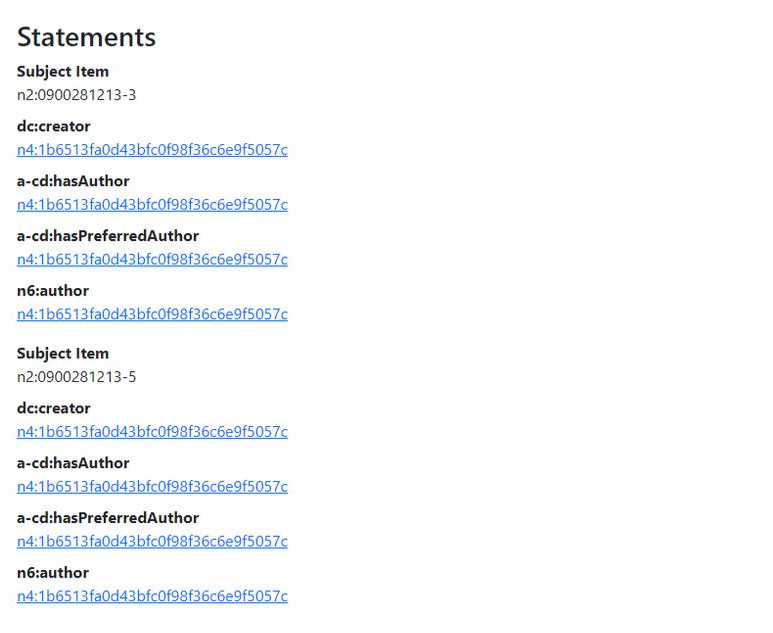 Statements
Subject Item
n2:0900281213-3
dc:creator
n4:1b6513fa0d43bfc0f98f36c6e9f5057c
a-cd:hasAuthor
n4:1b6513fa0d43bfc0f98f36c6e9f5057c
a-cd:hasPreferredAuthor
n4:1b6513fa0d43bfc0f98f36c6e9f5057c
n6:author
n4:1b6513fa0d43bfc0f98f36c6e9f5057c
Subject Item
n2:0900281213-5
dc:creator
n4:1b6513fa0d43bfc0f98f36c6e9f5057c
a-cd:hasAuthor
n4:1b6513fa0d43bfc0f98f36c6e9f5057c
a-cd:hasPreferredAuthor
n4:1b6513fa0d43bfc0f98f36c6e9f5057c
n6:author
n4:1b6513fa0d43bfc0f98f36c6e9f5057c